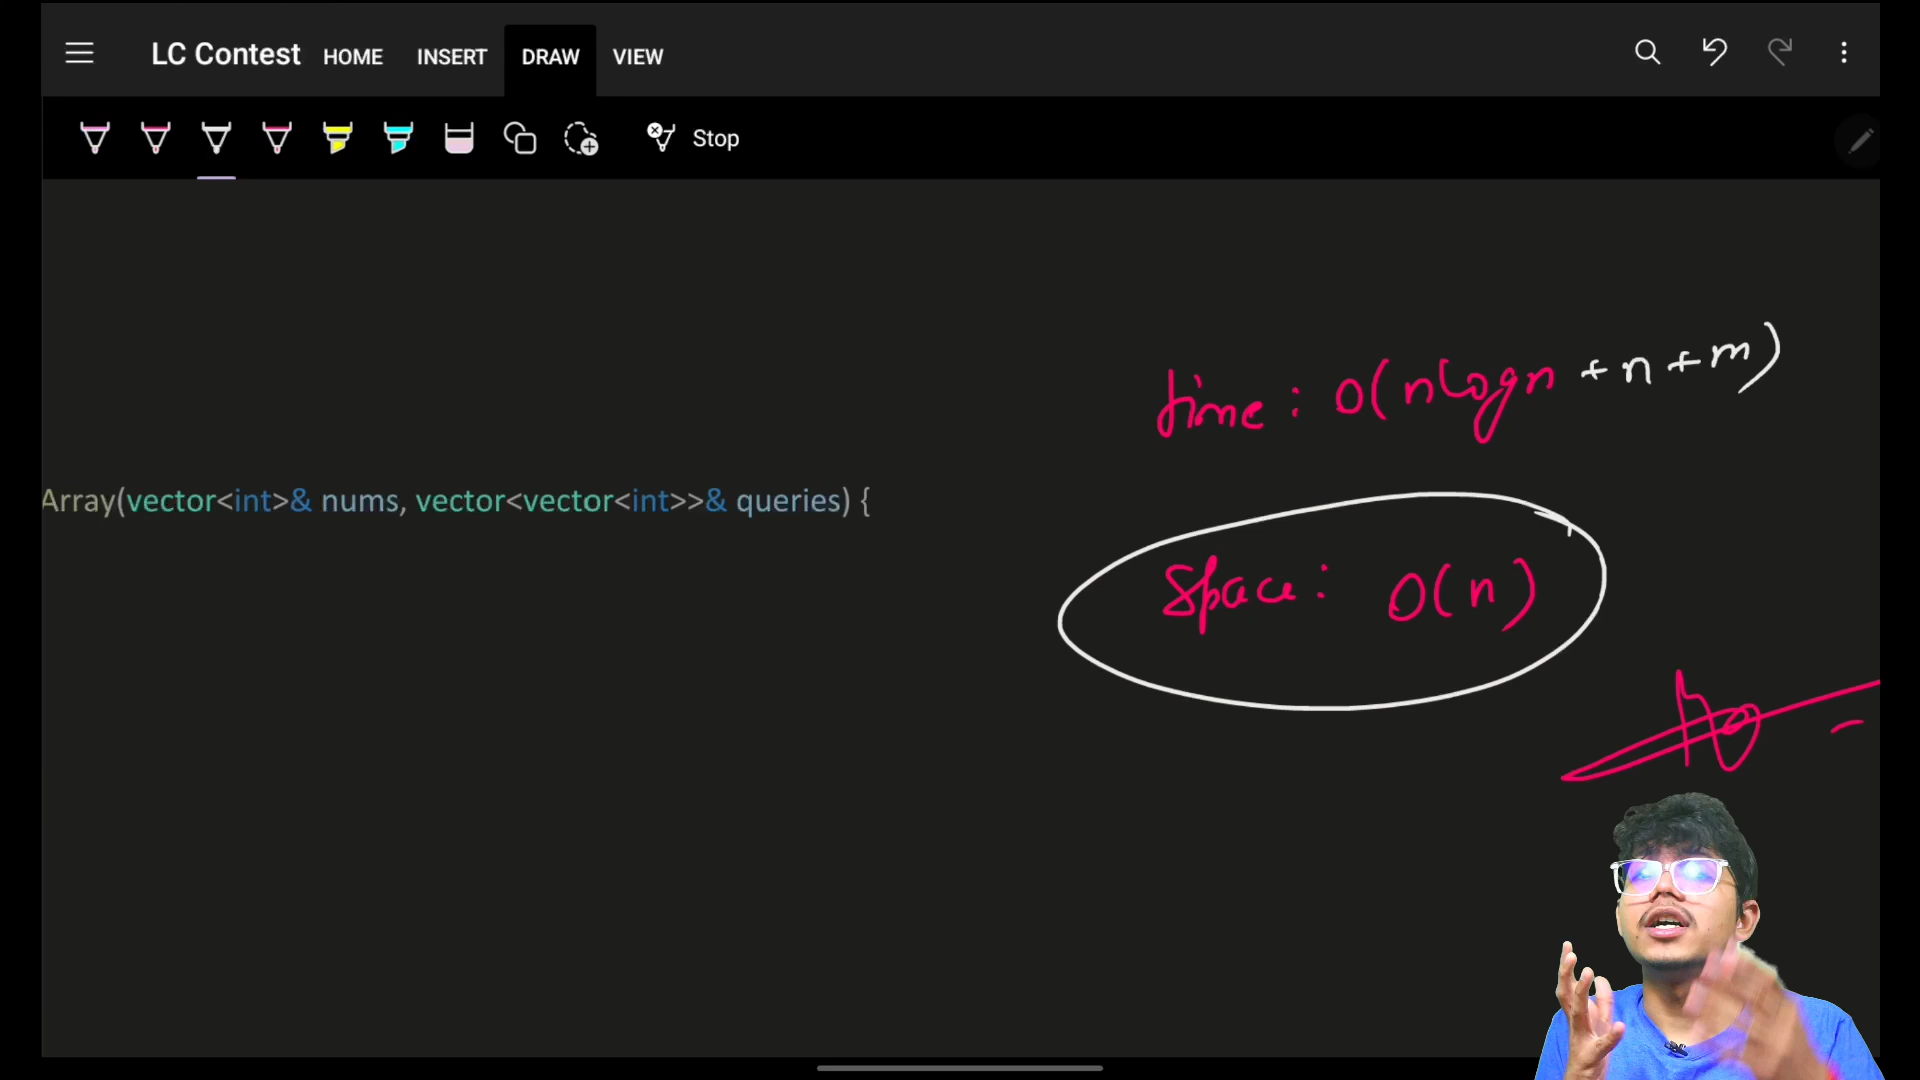 LC Contest HOME INSERT DRAW VIEW
Stop
time : O(nlogn + n + m)
Array(vector<int>& nums, vector<vector<int>>& queries) {
Space : O(n)